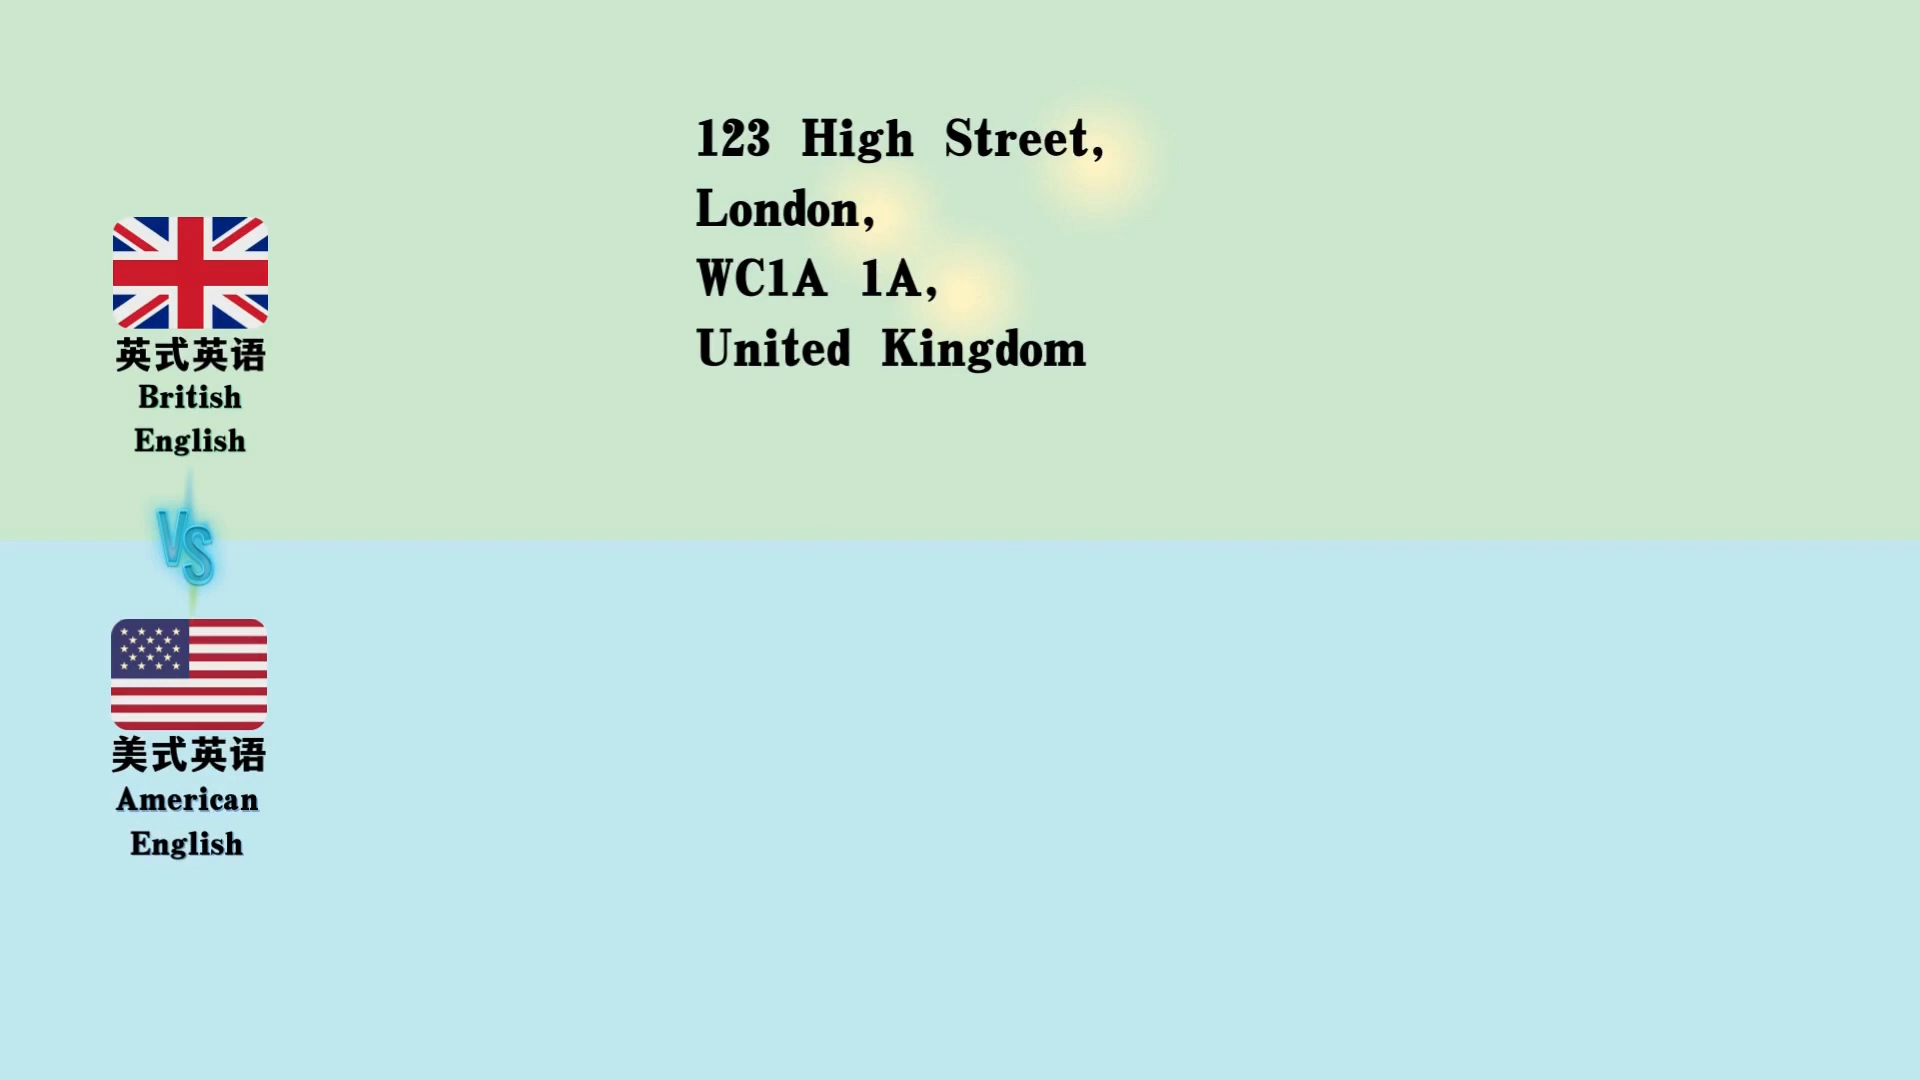 123 High Street,
London,
WC1A 1A,
United Kingdom
英式英语
British
English
VS
美式英语
American
English